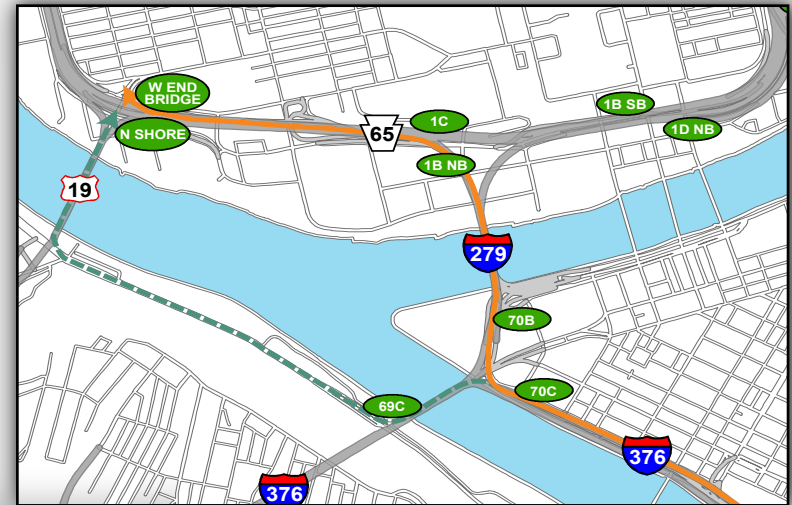 W END
BRIDGE
N SHORE
65
1C
1B SB
1D NB
1B NB
19
279
70B
70C
69C
376
376